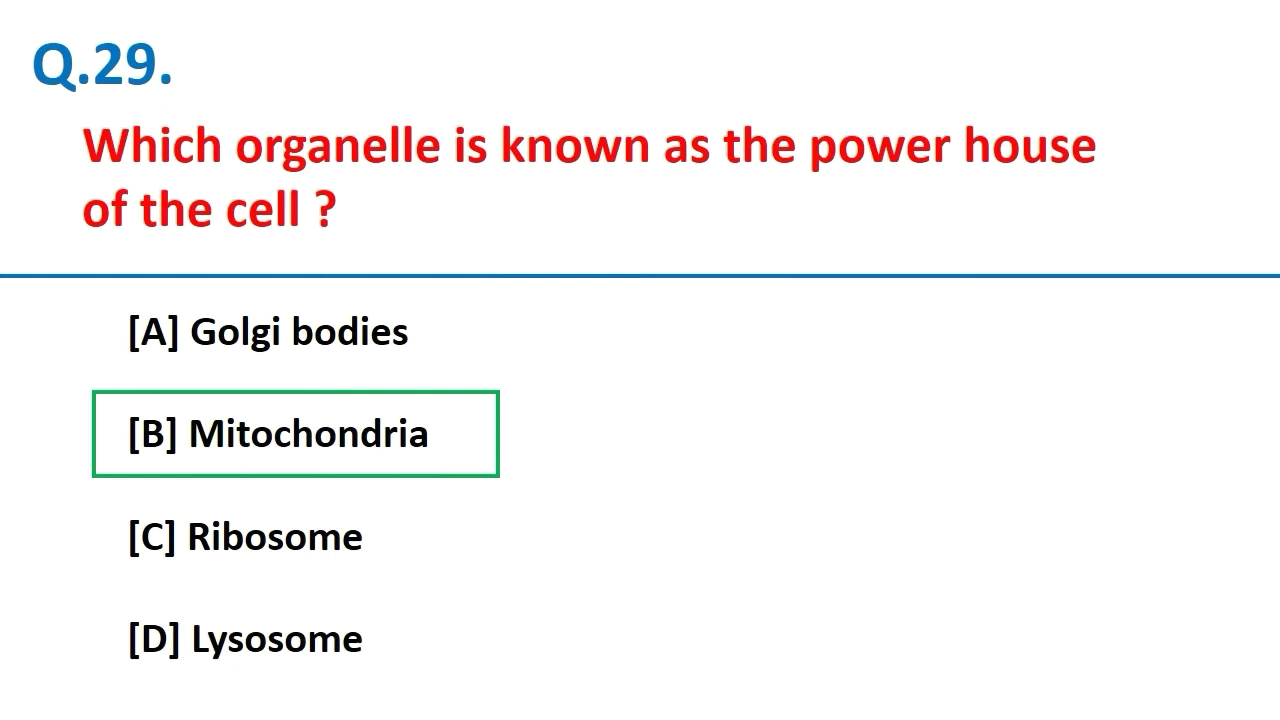 Q.29.
Which organelle is known as the power house
of the cell ?
[A] Golgi bodies
[B] Mitochondria
[C] Ribosome
[D] Lysosome